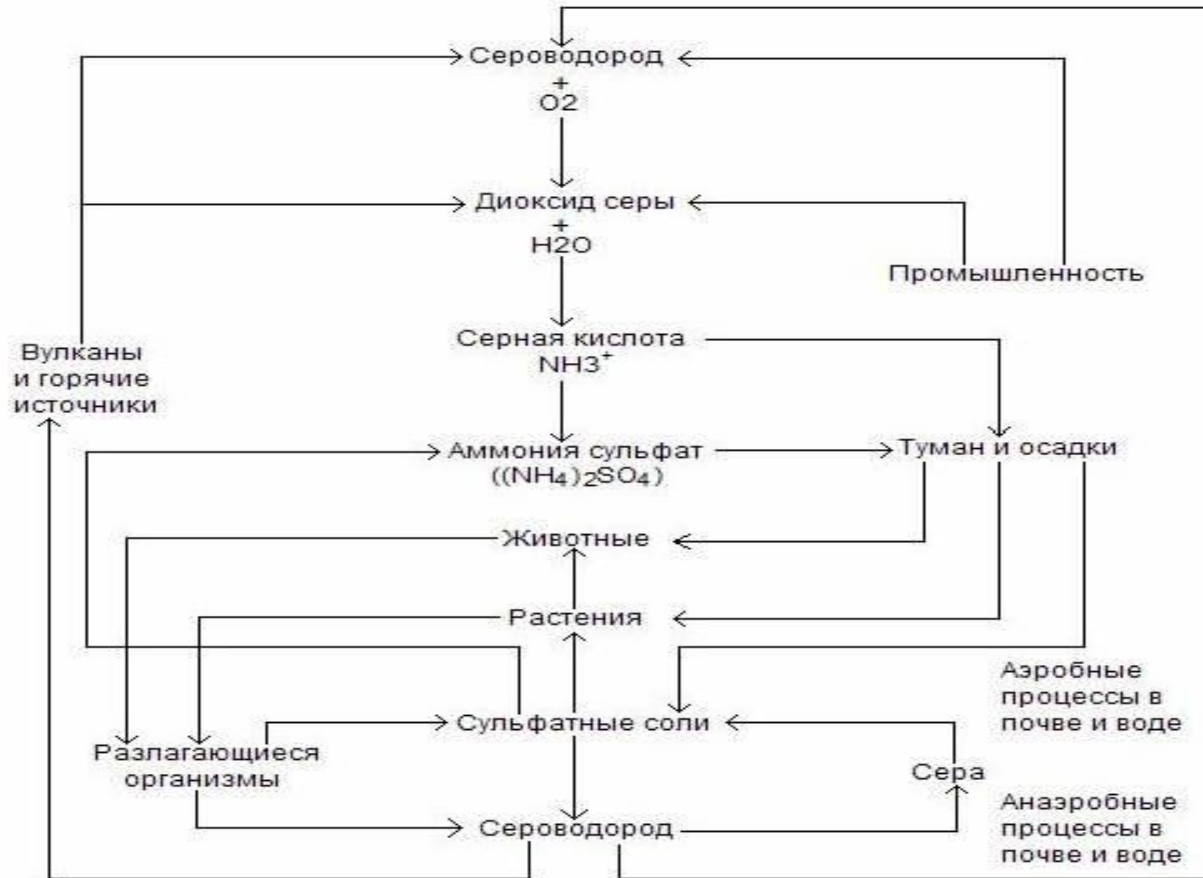 Сероводород
+
O2
Диоксид серы
+
H2O
Промышленность
Серная кислота
NH3⁺
Вулканы
и горячие
источники
Аммония сульфат
((NH₄)₂SO₄)
Туман и осадки
Животные
Растения
Аэробные
процессы в
почве и воде
Сульфатные соли
Разлагающиеся
организмы
Сера
Анаэробные
процессы в
почве и воде
Сероводород